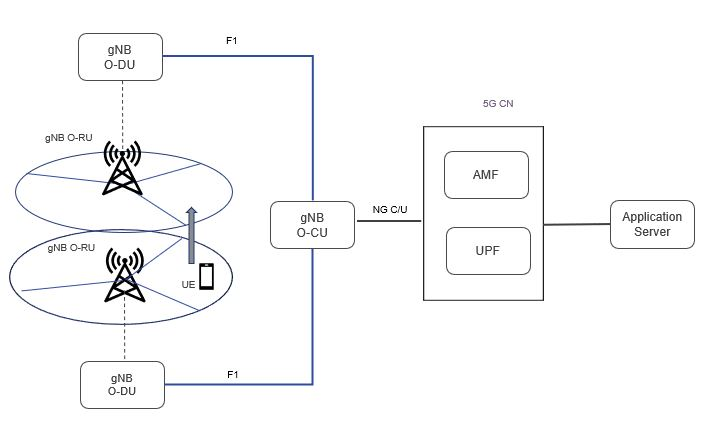 gNB
O-DU
F1
5G CN
gNB O-RU
AMF
gNB
O-CU
NG C/U
Application
Server
gNB O-RU
UPF
UE
F1
gNB
O-DU